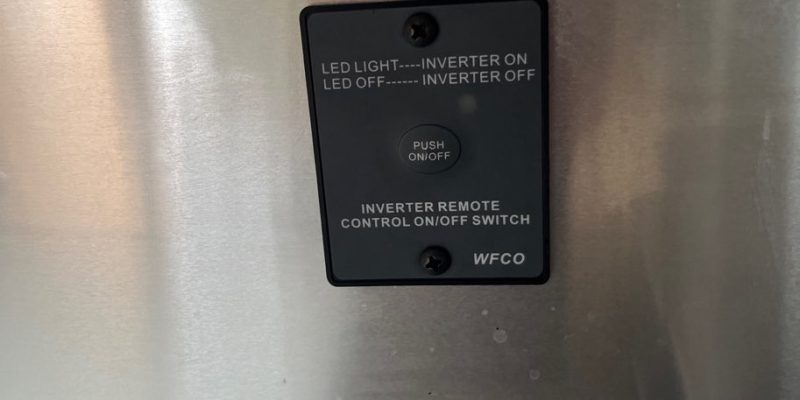 LED LIGHT----INVERTER ON
LED OFF------ INVERTER OFF
PUSH
ON/OFF
INVERTER REMOTE
CONTROL ON/OFF SWITCH
WFCO